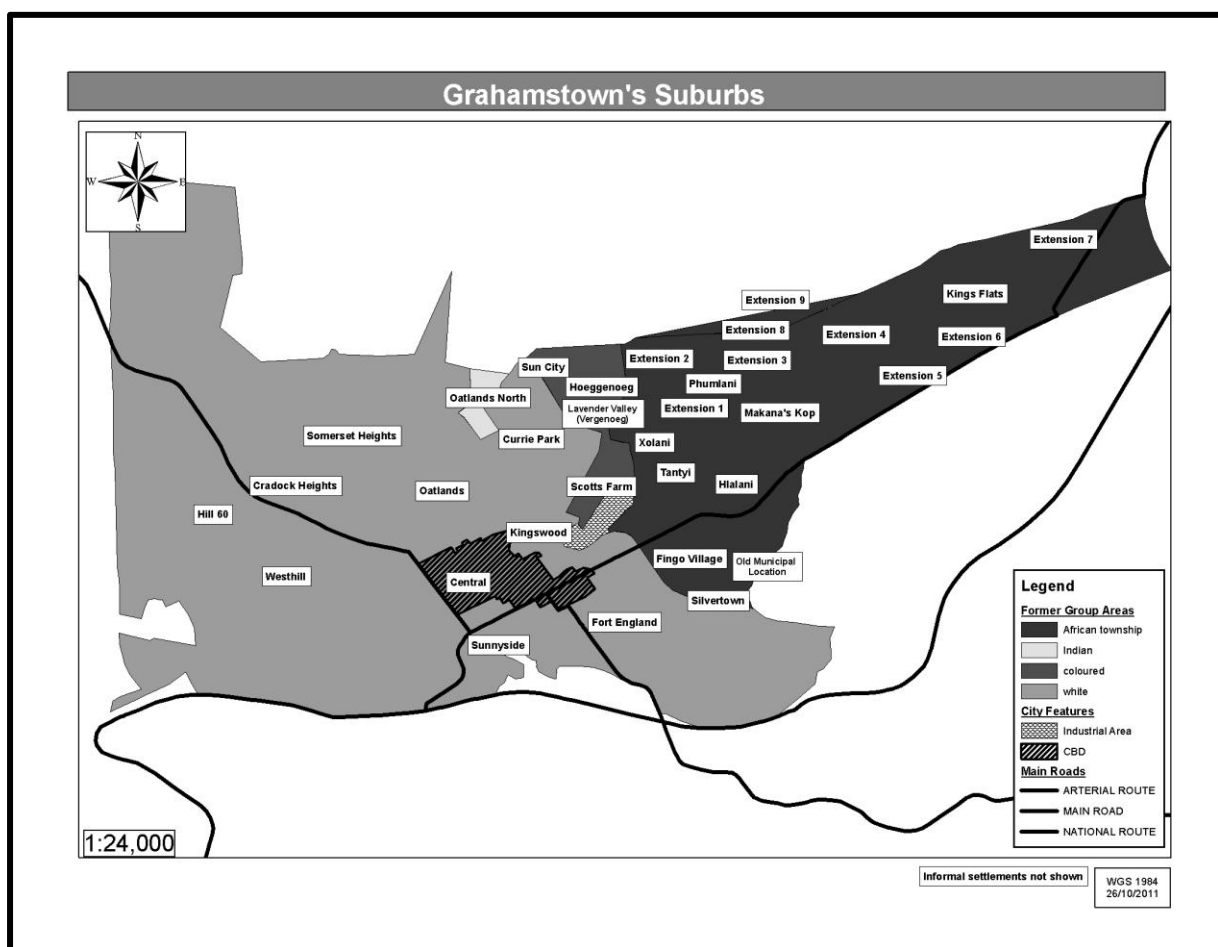 Grahamstown's Suburbs
N
W
E
S
Extension 7
Kings Flats
Extension 9
Extension 8
Extension 4
Extension 6
Extension 2
Extension 3
Sun City
Extension 5
Hoeggenoeg
Phumlani
Oatlands North
Lavender Valley
(Vergenoeg)
Extension 1
Makana's Kop
Somerset Heights
Currie Park
Xolani
Tantyi
Cradock Heights
Oatlands
Scotts Farm
Hlalani
Hill 60
Kingswood
Fingo Village
Old Municipal
Location
Westhill
Central
Silvertown
Fort England
Sunnyside
Legend
Former Group Areas
African township
Indian
coloured
white
City Features
Industrial Area
CBD
Main Roads
ARTERIAL ROUTE
MAIN ROAD
NATIONAL ROUTE
1:24,000
Informal settlements not shown
WGS 1984
26/10/2011